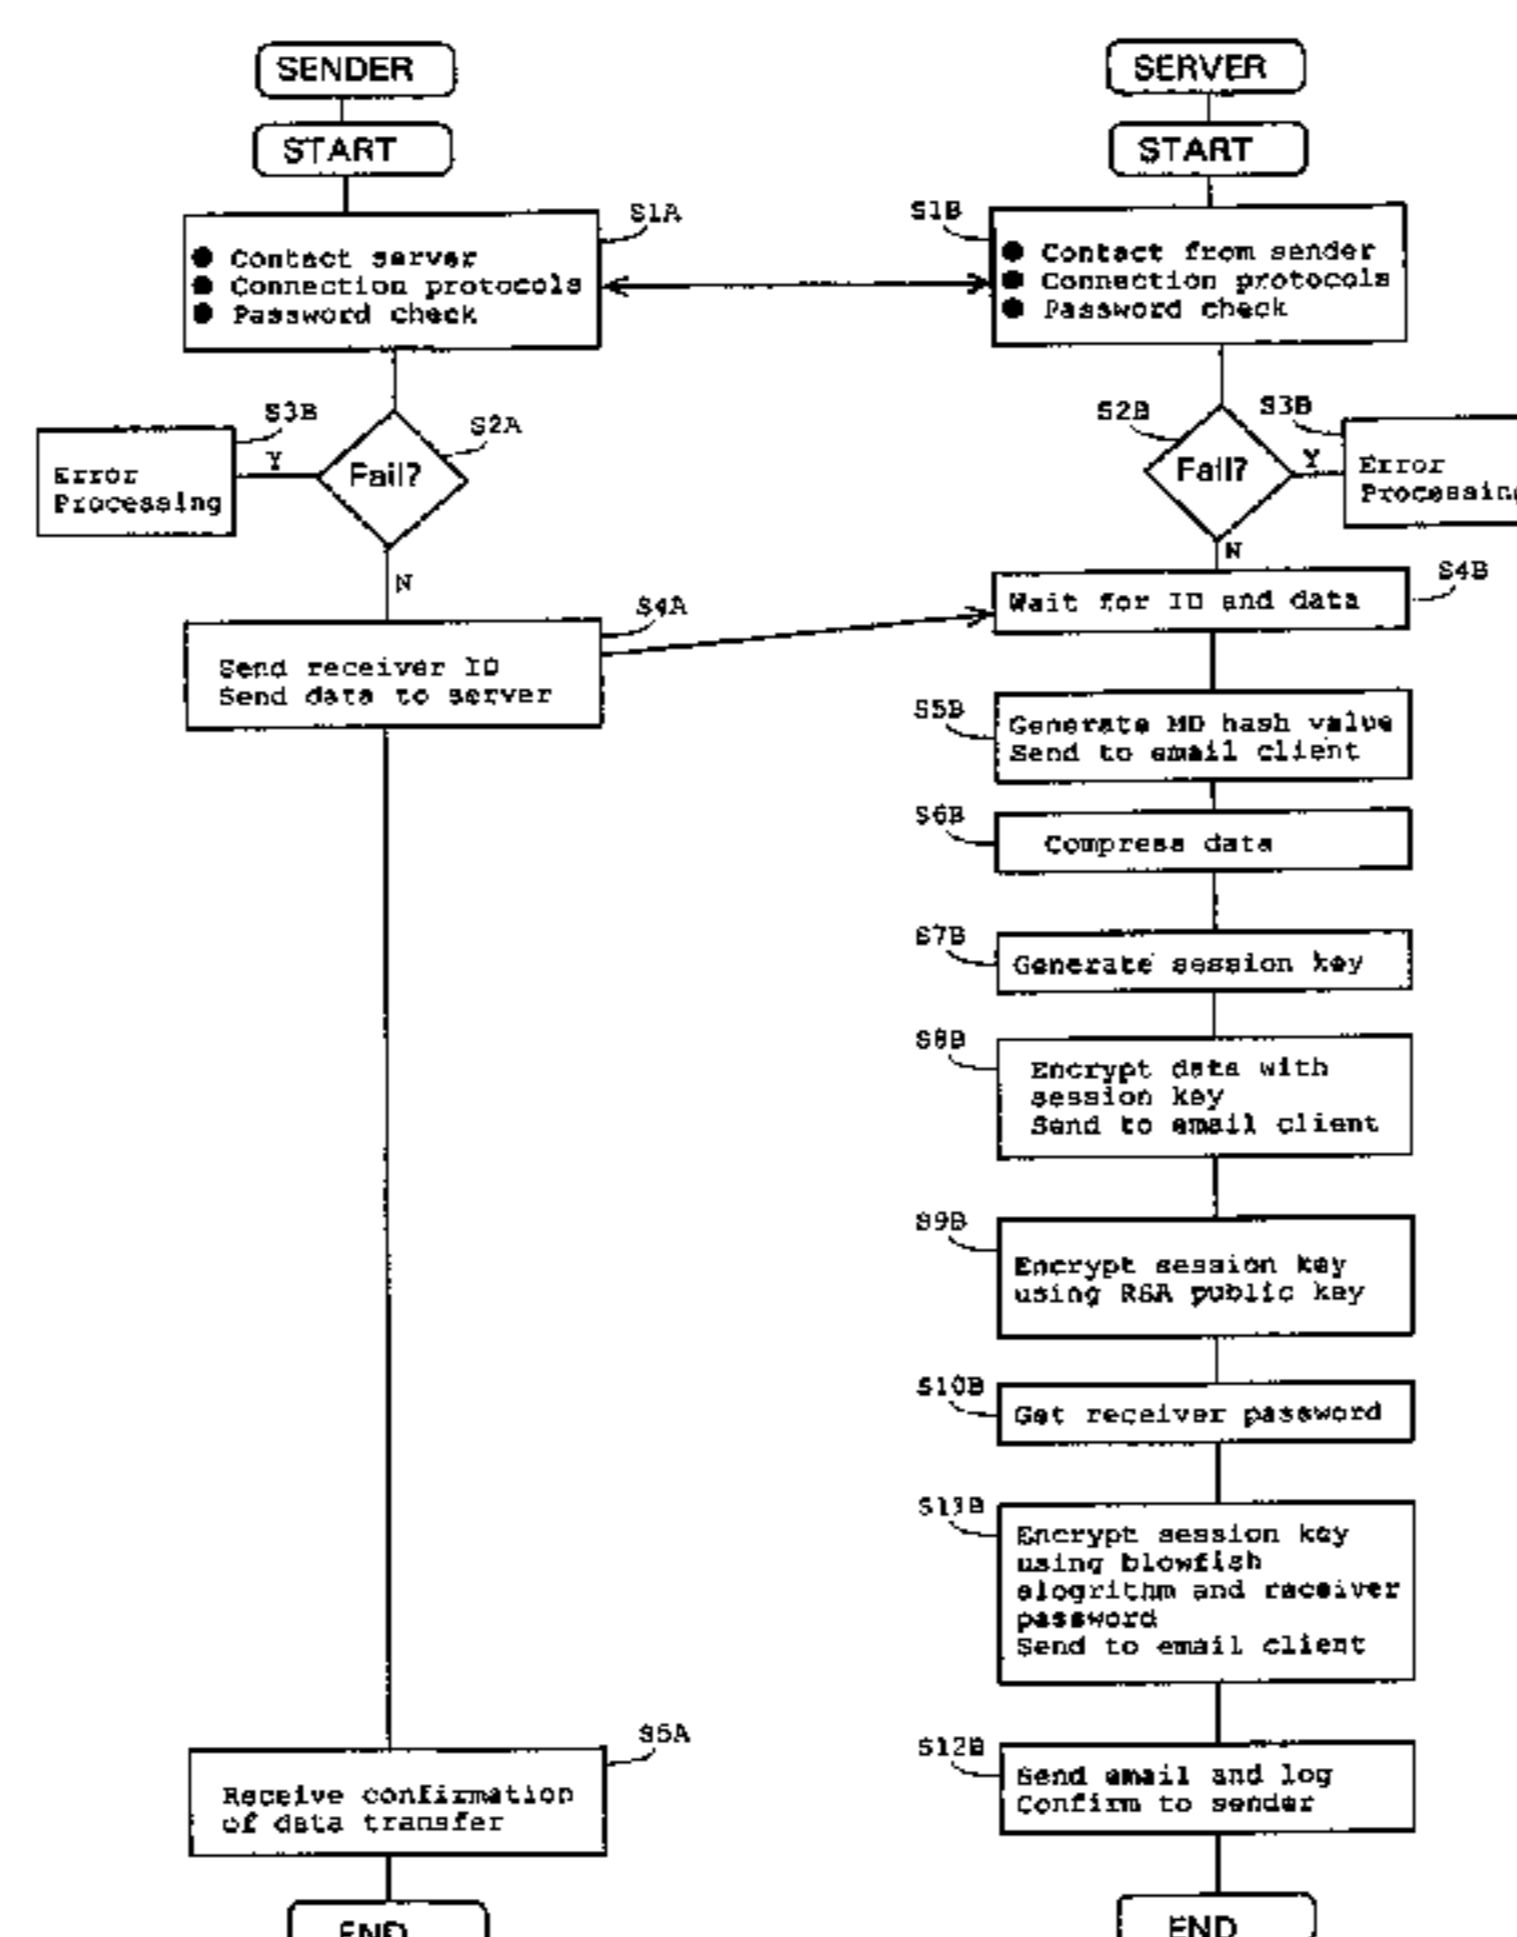 SENDER
START
S1A
● Contact server
● Connection protocols
● Password check
S3B
S2A
Y
Fail?
Error
Processing
N
S4A
Send receiver ID
Send data to server
S5A
Receive confirmation
of data transfer
END
SERVER
START
S1B
● Contact from sender
● Connection protocols
● Password check
S2B
S3B
Fail?
Y
Error
Processing
N
S4B
Wait for ID and data
S5B
Generate MD hash value
Send to email client
S6B
Compress data
S7B
Generate session key
S8B
Encrypt data with
session key
Send to email client
S9B
Encrypt session key
using RSA public key
S10B
Get receiver password
S11B
Encrypt session key
using blowfish
alogrithm and receiver
password
Send to email client
S12B
Send email and log
Confirm to sender
END